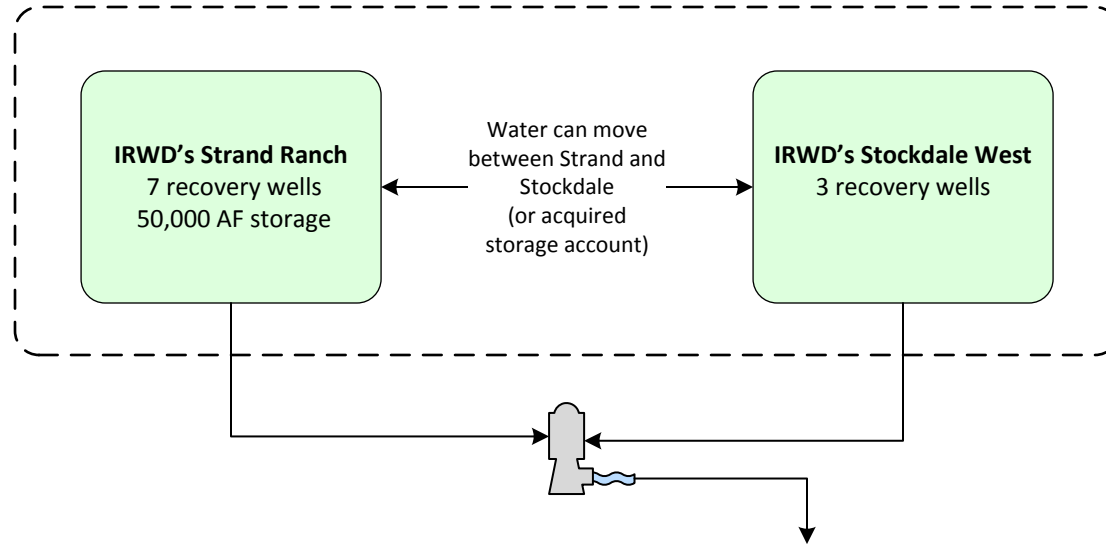 IRWD’s Strand Ranch
7 recovery wells
50,000 AF storage
Water can move
between Strand and
Stockdale
(or acquired
storage account)
IRWD’s Stockdale West
3 recovery wells